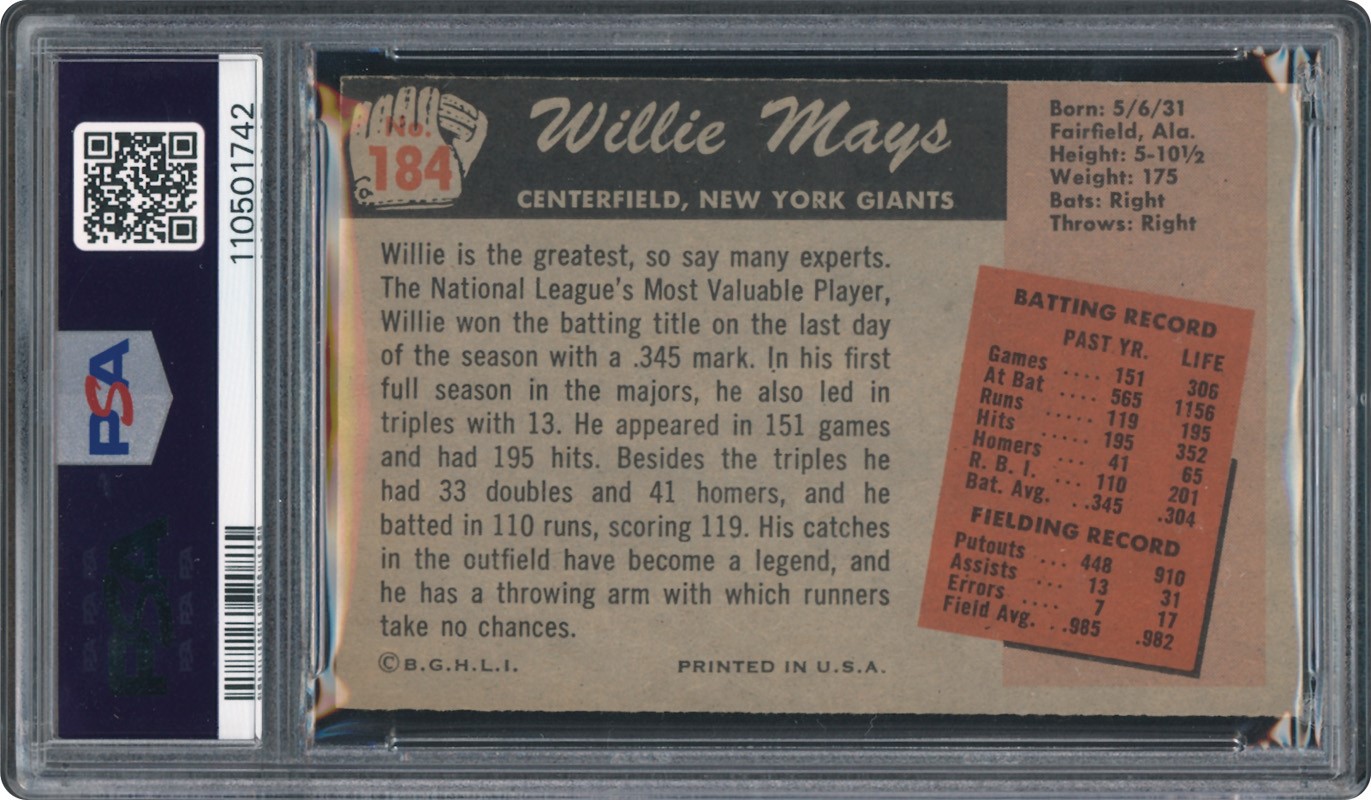 PSA
110501742
No.
184
Willie Mays
CENTERFIELD, NEW YORK GIANTS
Born: 5/6/31
Fairfield, Ala.
Height: 5-10½
Weight: 175
Bats: Right
Throws: Right
Willie is the greatest, so say many experts.
The National League's Most Valuable Player,
Willie won the batting title on the last day
of the season with a .345 mark. In his first
full season in the majors, he also led in
triples with 13. He appeared in 151 games
and had 195 hits. Besides the triples he
had 33 doubles and 41 homers, and he
batted in 110 runs, scoring 119. His catches
in the outfield have become a legend, and
he has a throwing arm with which runners
take no chances.
©B.G.H.L.I. PRINTED IN U.S.A.
BATTING RECORD
PAST YR. LIFE
Games .... 151 306
At Bat .... 565 1156
Runs ..... 119 195
Hits ..... 195 352
Homers ... 41 65
R. B. I. ... 110 201
Bat. Avg. ..345 .304
FIELDING RECORD
Putouts ... 448 910
Assists ... 13 31
Errors .... 7 17
Field Avg. ..985 .982
PSA
PSA PSA PSA
PSA PSA PSA